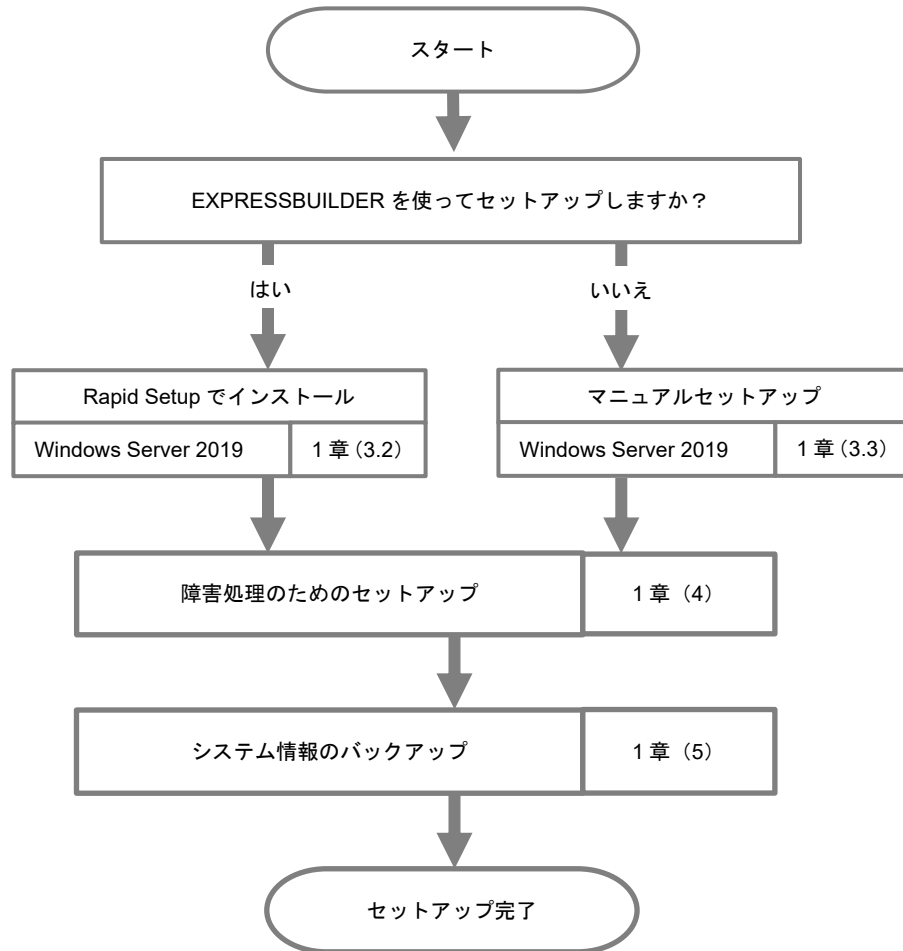 スタート
EXPRESSBUILDER を使ってセットアップしますか？
はい
いいえ
Rapid Setup でインストール
Windows Server 2019
1 章（3.2）
マニュアルセットアップ
Windows Server 2019
1 章（3.3）
障害処理のためのセットアップ
1 章（4）
システム情報のバックアップ
1 章（5）
セットアップ完了